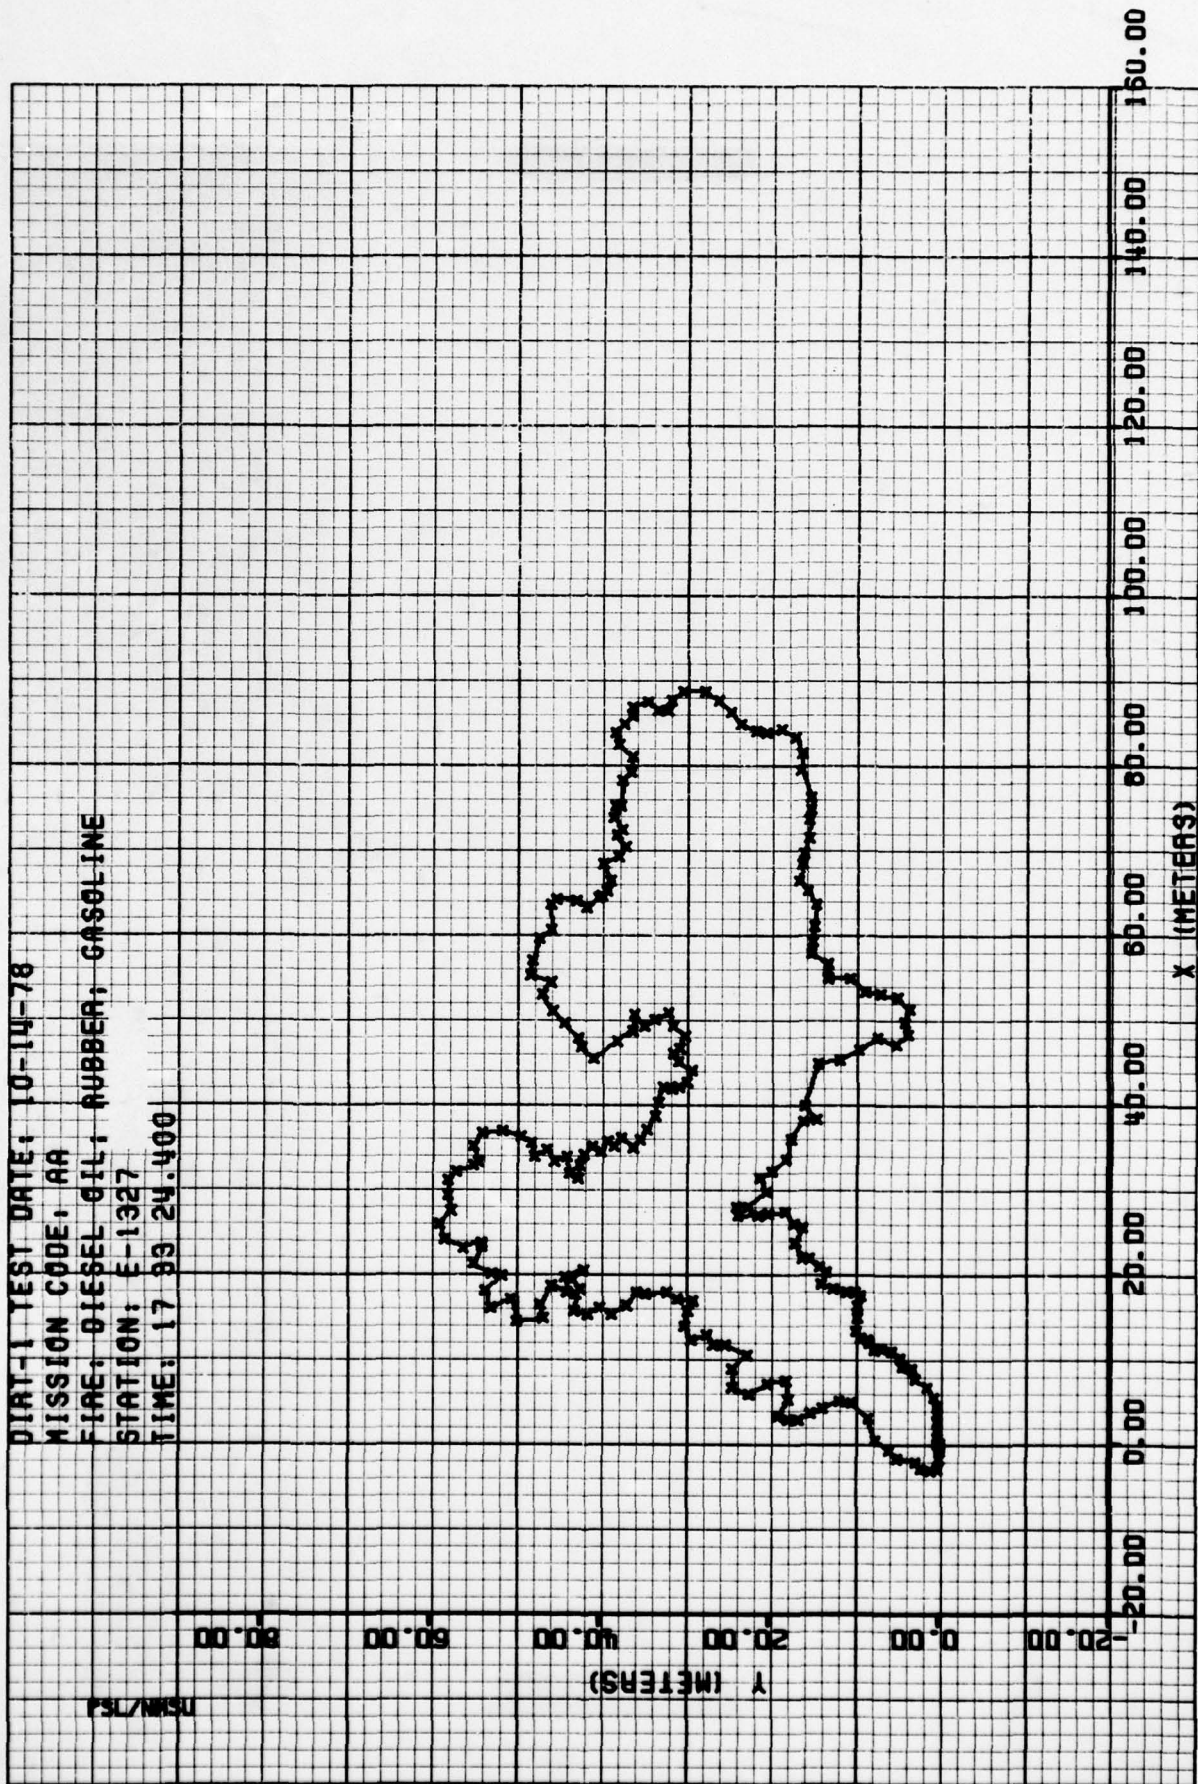 DIRT-1 TEST DATE: 10-14-78
MISSION CODE: AA
FIRE: DIESEL OIL; RUBBER; GASOLINE
STATION: E-1327
TIME: 17 33 24.400
PSL/NMSU
80.00
60.00
40.00
20.00
0.00
-20.00
Y (METERS)
-20.00 0.00 20.00 40.00 60.00 80.00 100.00 120.00 140.00 160.00
X (METERS)